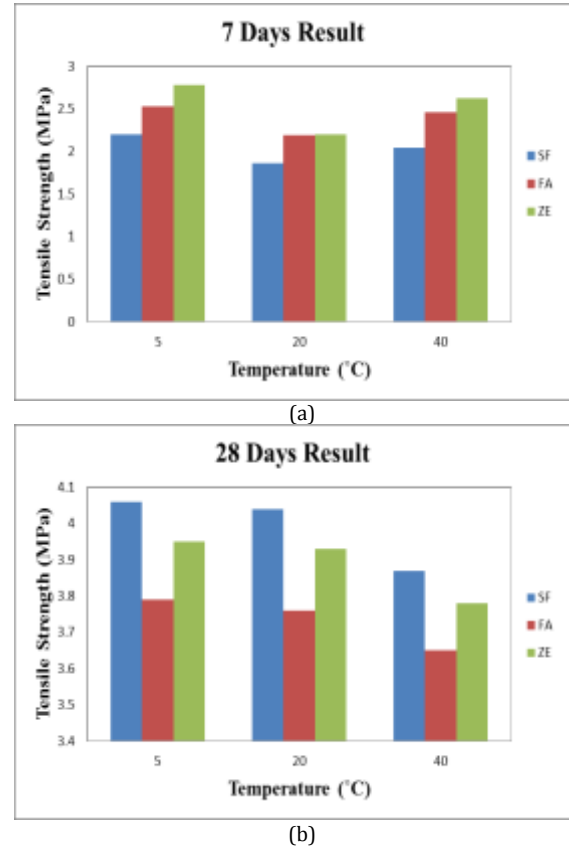 7 Days Result
3
2.5
2
1.5
1
0.5
0
Tensile Strength (MPa)
5 20 40
Temperature (˚C)
SF
FA
ZE
(a)
28 Days Result
4.1
4
3.9
3.8
3.7
3.6
3.5
3.4
Tensile Strength (MPa)
5 20 40
Temperature (˚C)
SF
FA
ZE
(b)